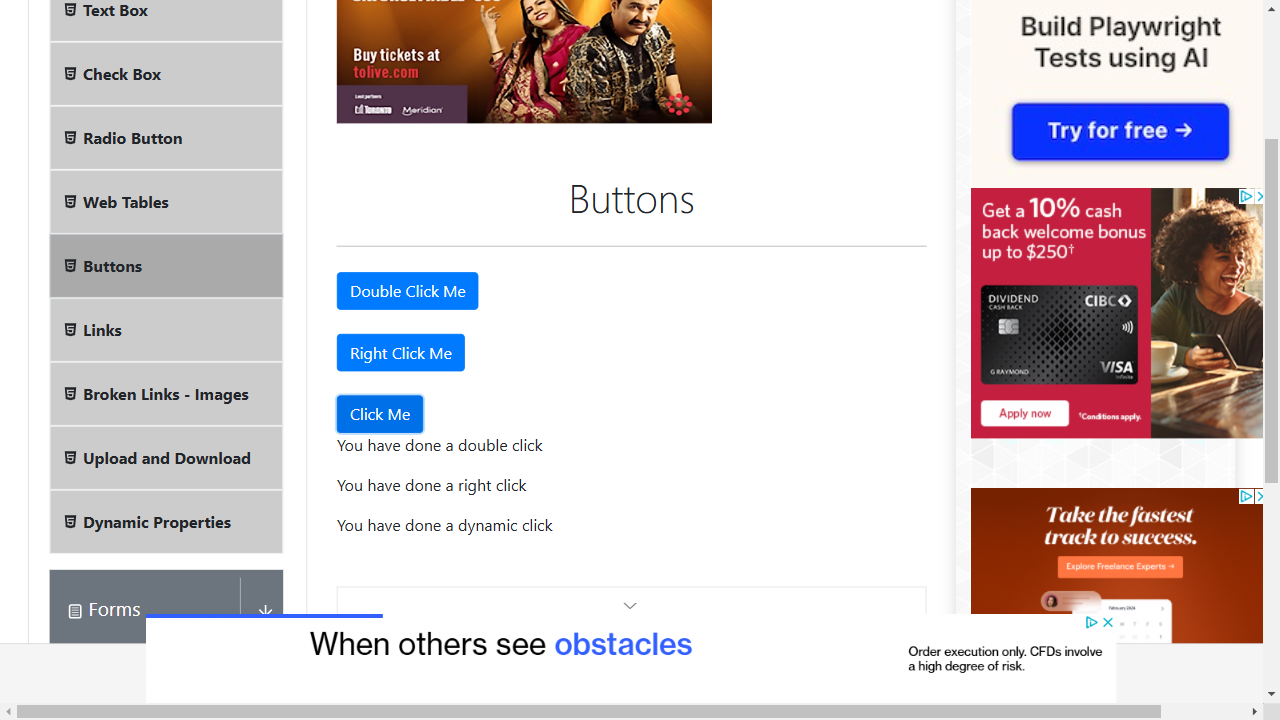 Text Box
Check Box
Radio Button
Web Tables
Buttons
Links
Broken Links - Images
Upload and Download
Dynamic Properties
Forms
Buy tickets at
tolive.com
TORONTO
Meridian
Buttons
Double Click Me
Right Click Me
Click Me
You have done a double click
You have done a right click
You have done a dynamic click
Build Playwright
Tests using AI
Try for free →
Get a 10% cash
back welcome bonus
up to $250†
DIVIDEND
CASH BACK
CIBC
G RAYMOND
VISA
Infinite
Apply now
†Conditions apply.
Take the fastest
track to success.
Explore Freelance Experts →
February 2024
When others see obstacles
Order execution only. CFDs involve
a high degree of risk.